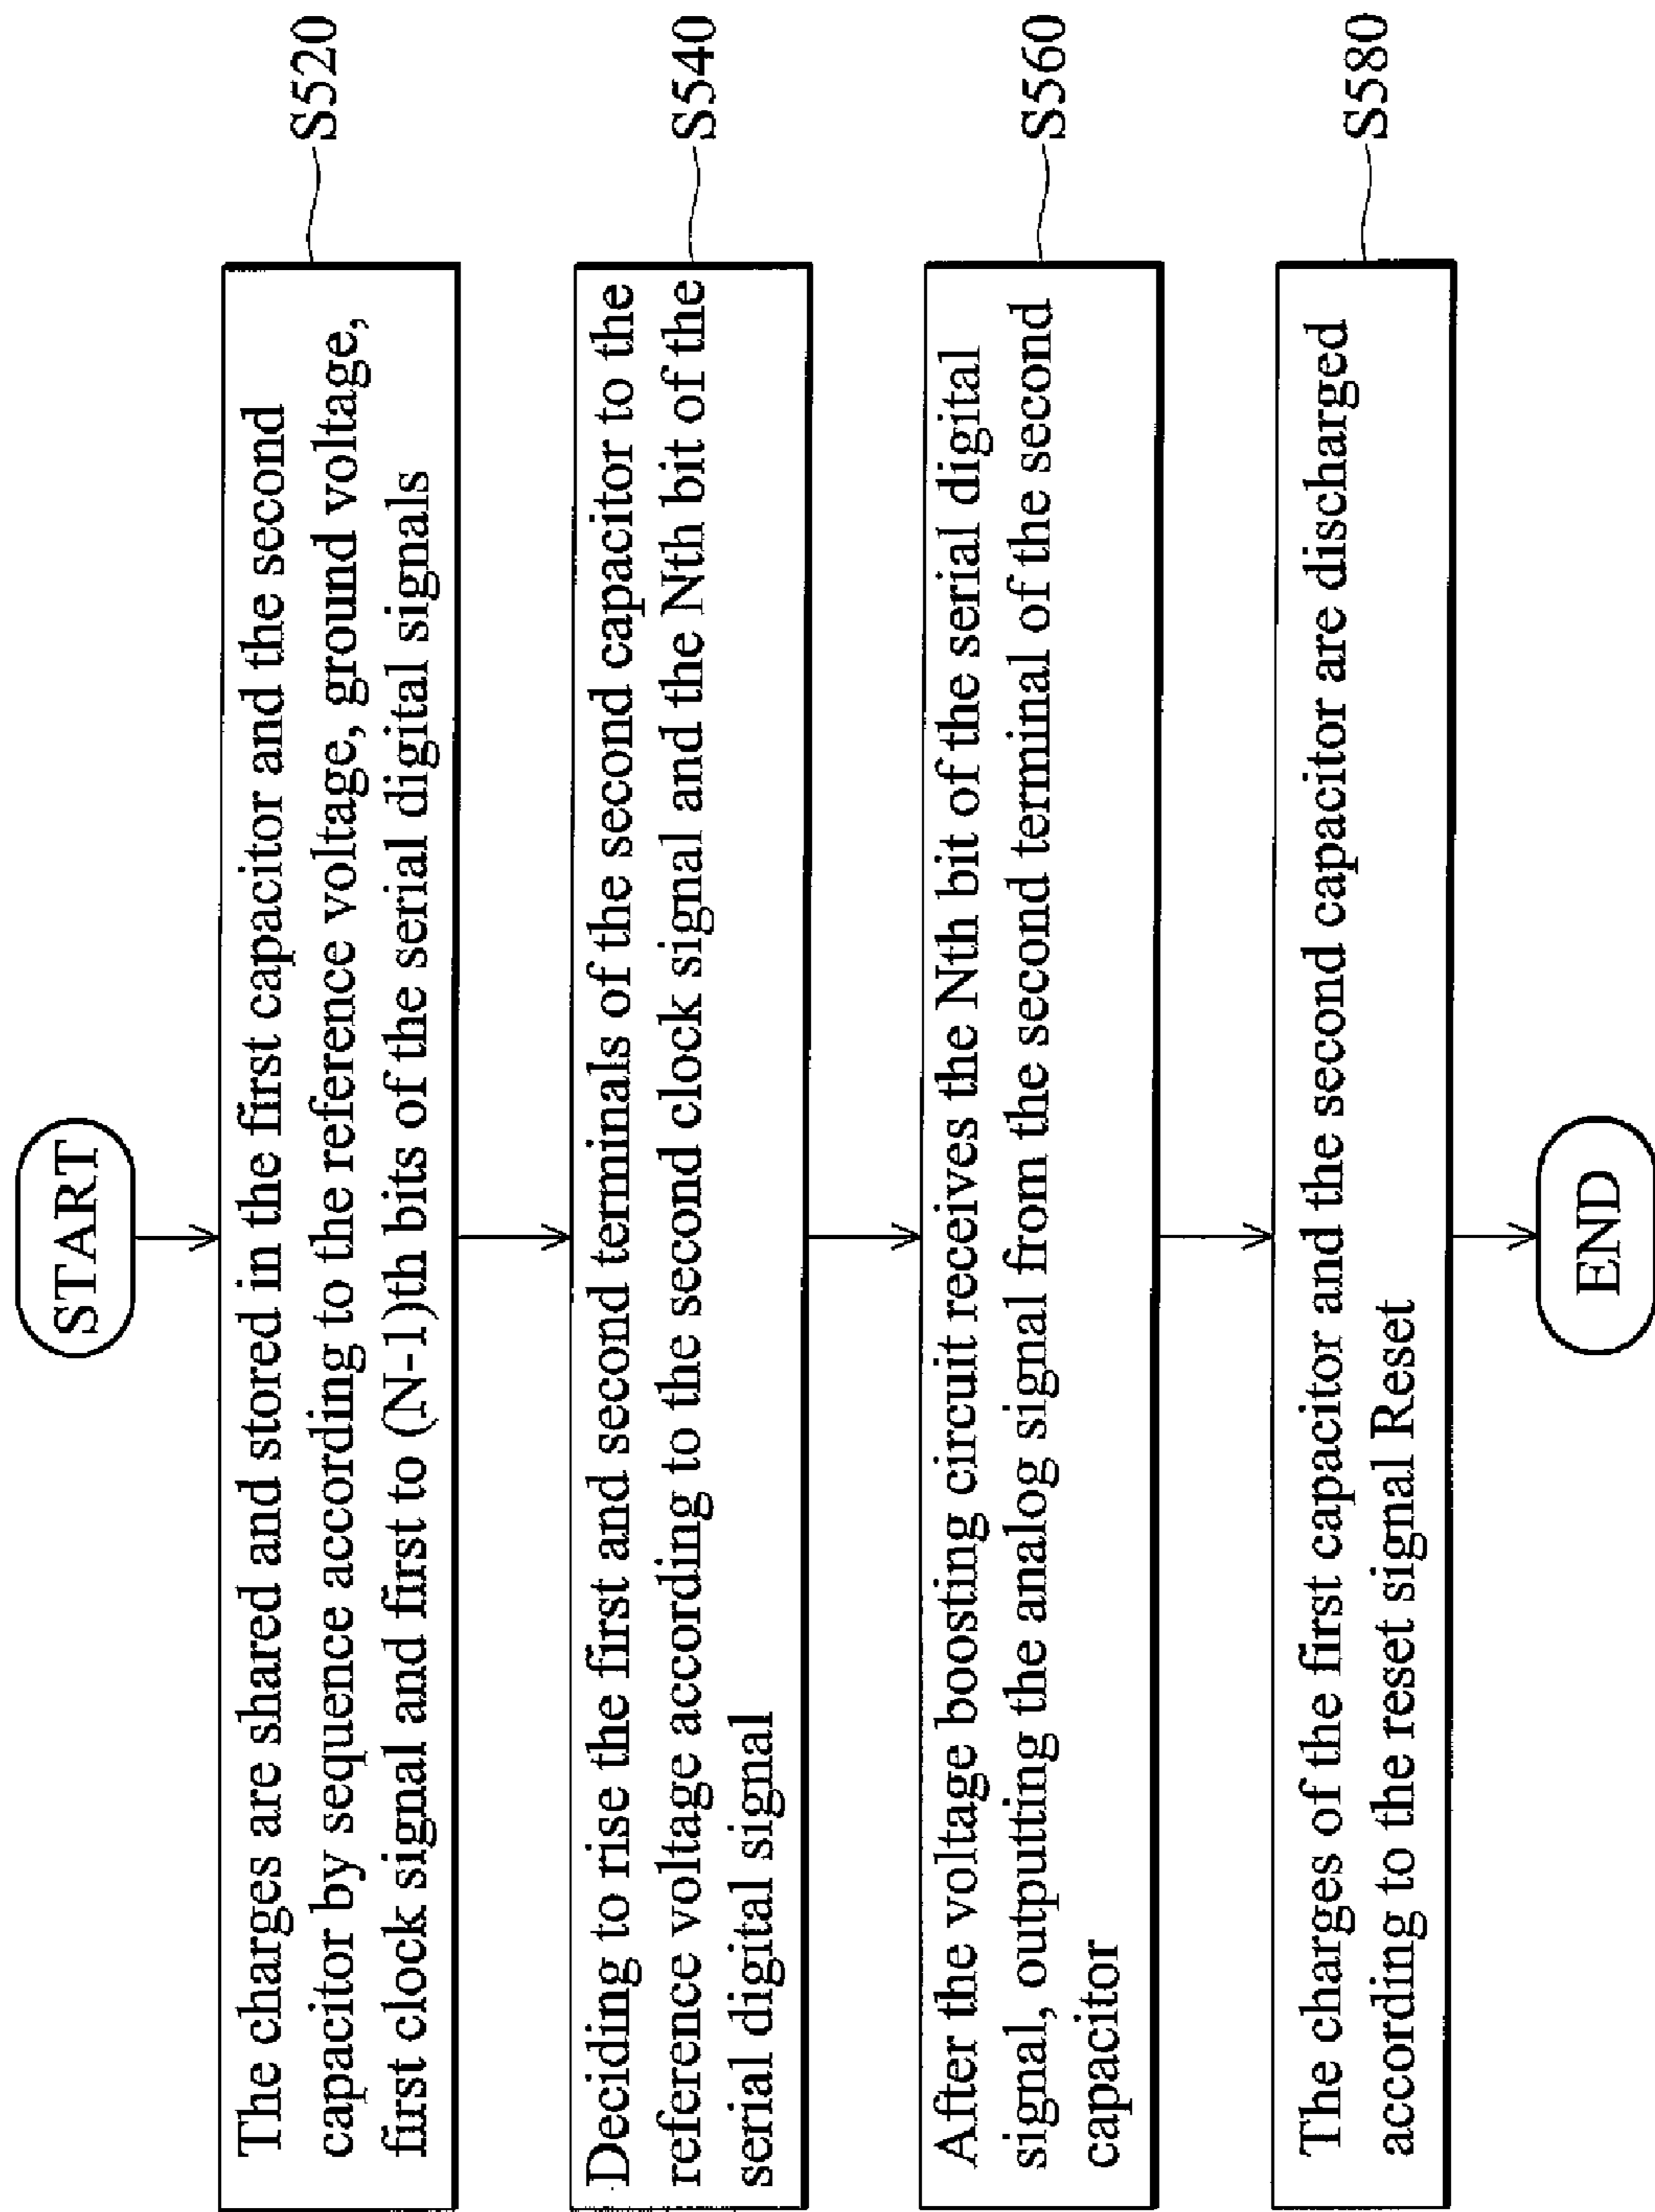 START
The charges are shared and stored in the first capacitor and the second
capacitor by sequence according to the reference voltage, ground voltage,
first clock signal and first to (N-1)th bits of the serial digital signals
S520
Deciding to rise the first and second terminals of the second capacitor to the
reference voltage according to the second clock signal and the Nth bit of the
serial digital signal
S540
After the voltage boosting circuit receives the Nth bit of the serial digital
signal, outputting the analog signal from the second terminal of the second
capacitor
S560
The charges of the first capacitor and the second capacitor are discharged
according to the reset signal Reset
S580
END